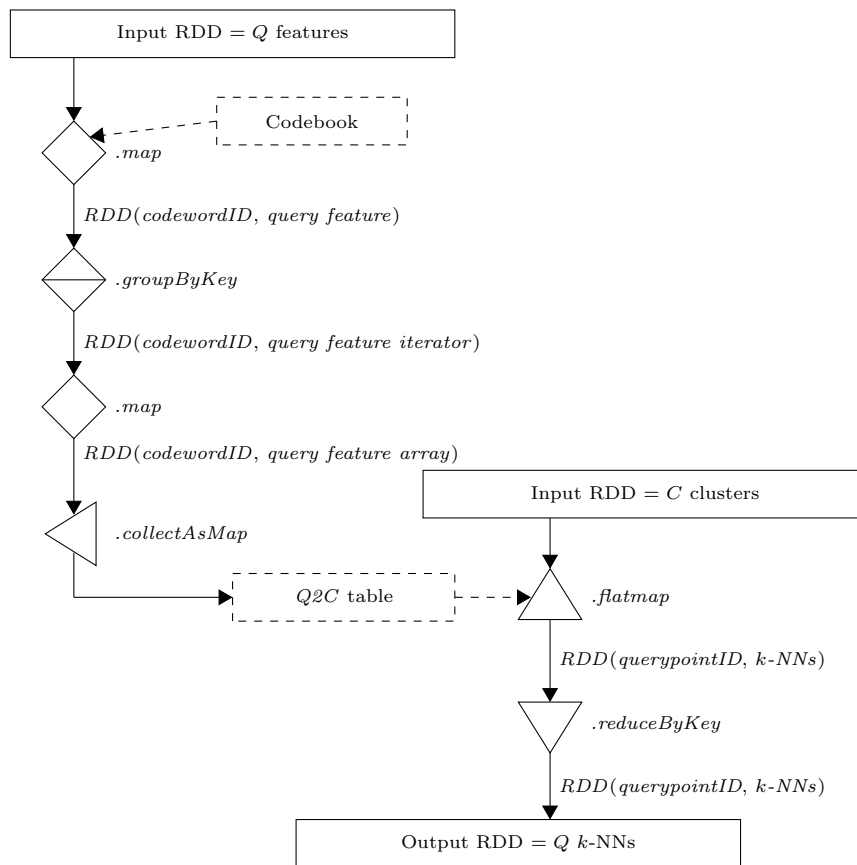 Input RDD = Q features
Codebook
.map
RDD(codewordID, query feature)
.groupByKey
RDD(codewordID, query feature iterator)
.map
RDD(codewordID, query feature array)
Input RDD = C clusters
.collectAsMap
Q2C table
.flatmap
RDD(querypointID, k-NNs)
.reduceByKey
RDD(querypointID, k-NNs)
Output RDD = Q k-NNs